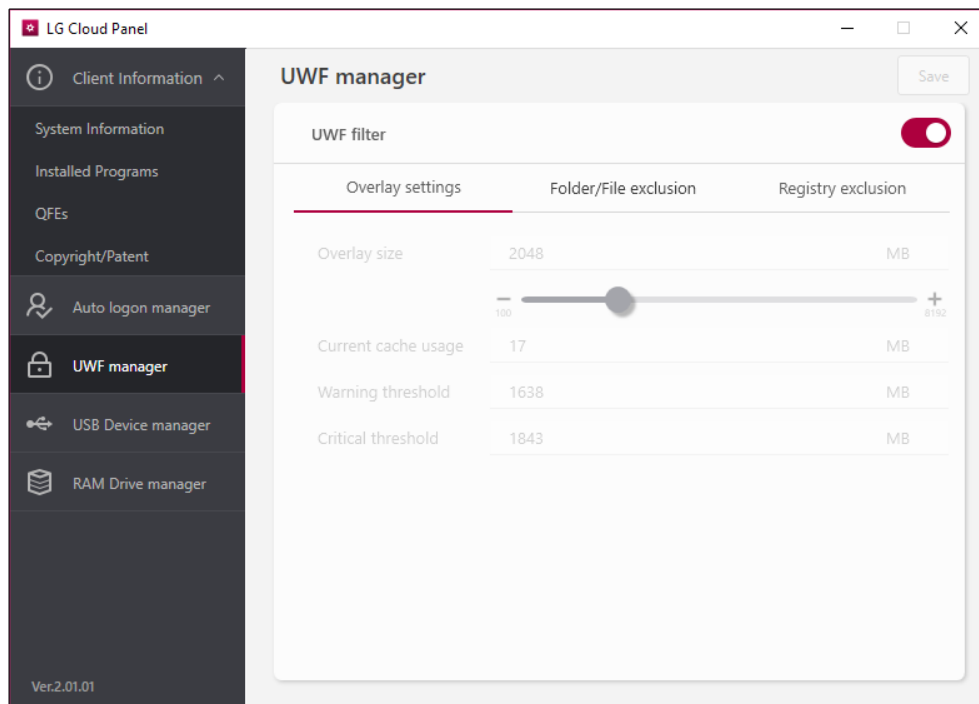 LG Cloud Panel
Client Information
System Information
Installed Programs
QFEs
Copyright/Patent
Auto logon manager
UWF manager
USB Device manager
RAM Drive manager
Ver.2.01.01
UWF manager
Save
UWF filter
Overlay settings Folder/File exclusion Registry exclusion
Overlay size 2048 MB
100 8192
Current cache usage 17 MB
Warning threshold 1638 MB
Critical threshold 1843 MB